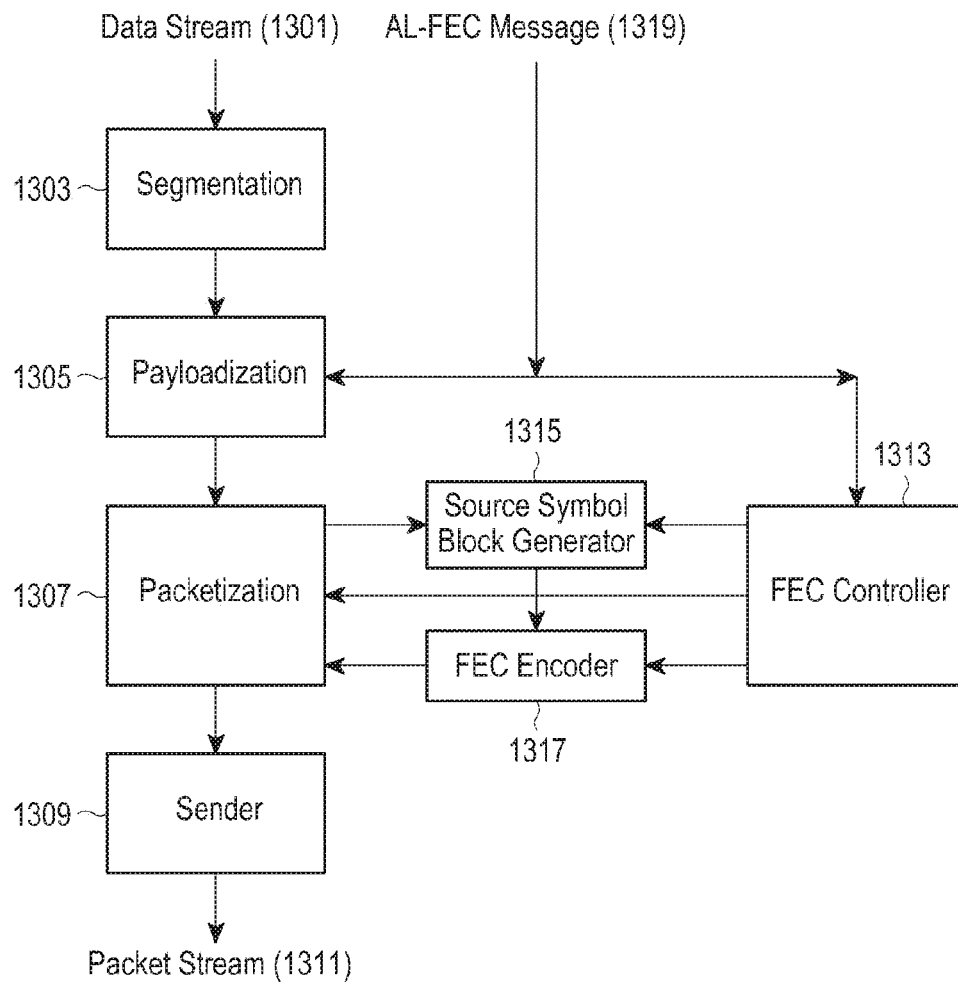 Data Stream (1301)
AL-FEC Message (1319)
1303
Segmentation
1305
Payloadization
1315
1313
Source Symbol
Block Generator
1307
Packetization
FEC Controller
FEC Encoder
1317
1309
Sender
Packet Stream (1311)